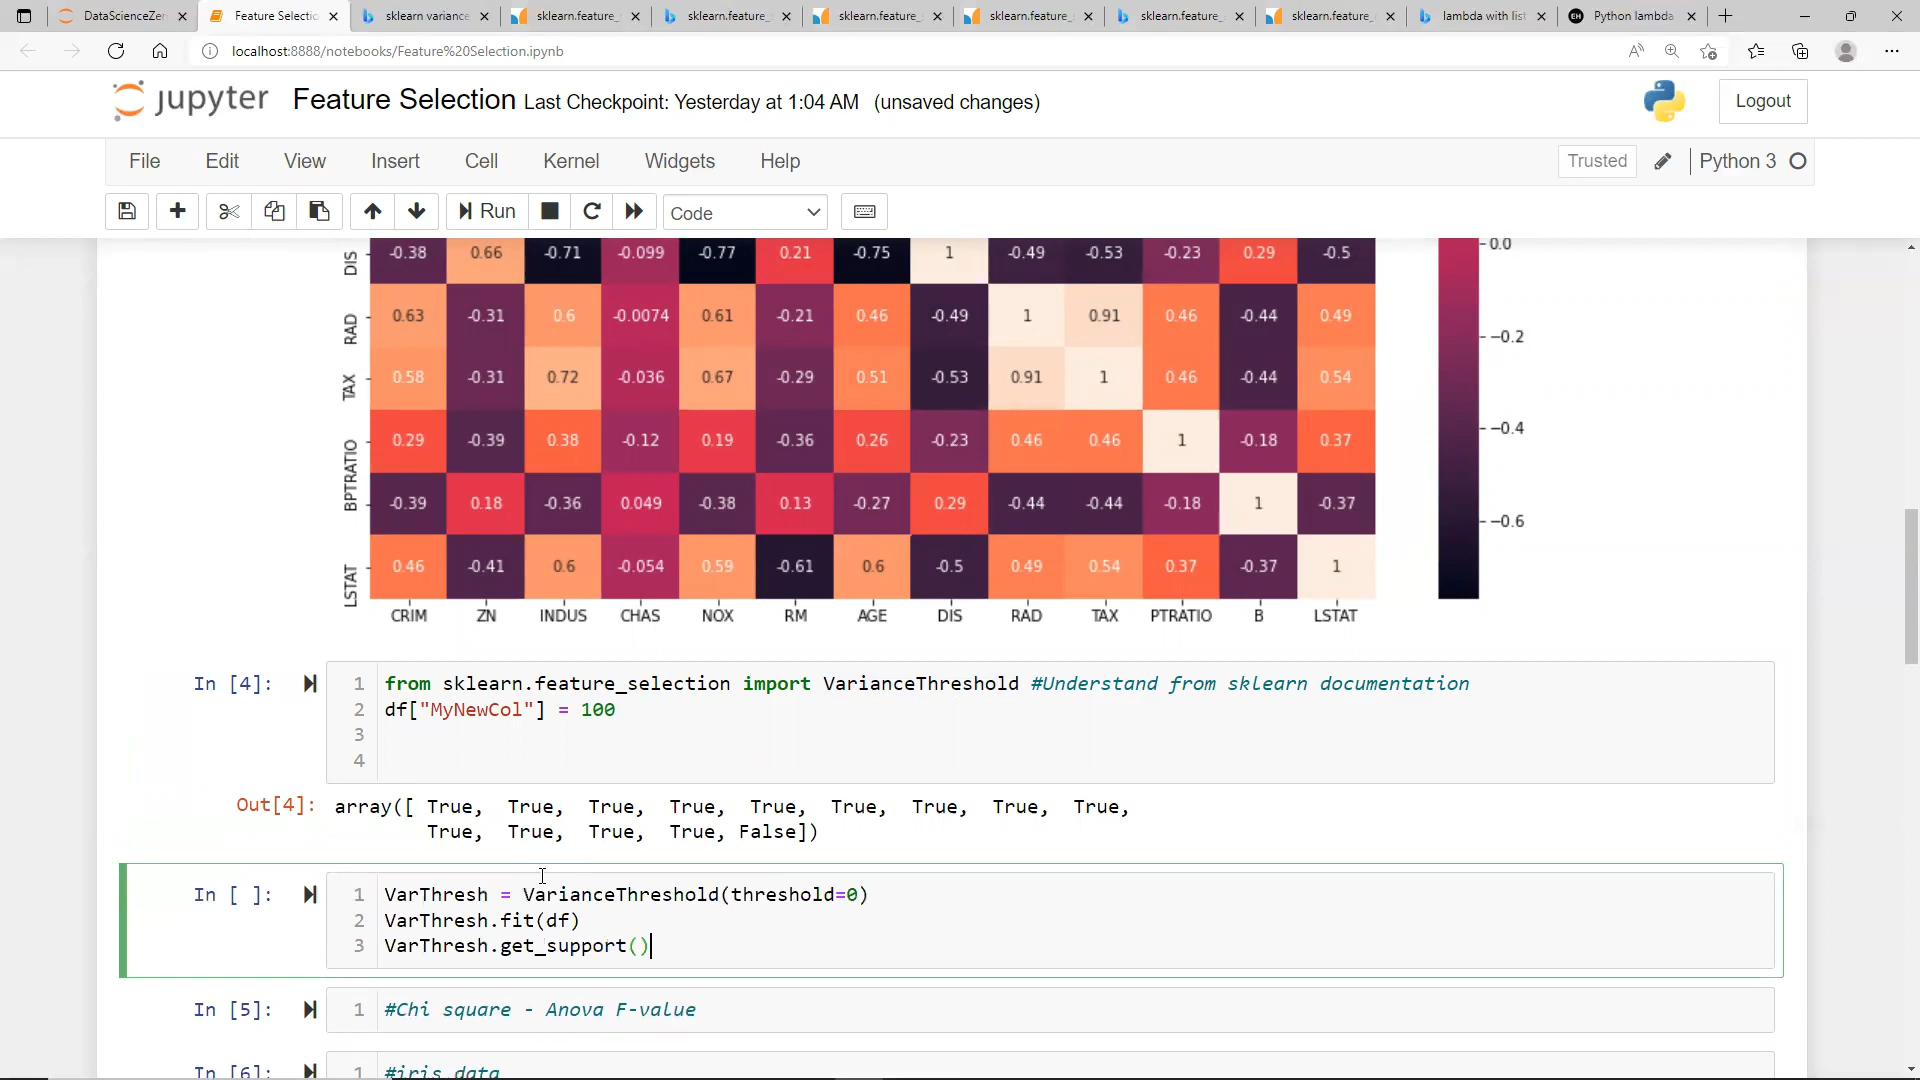 DataScienceZer
Feature Selectio
sklearn variance
sklearn.feature_
sklearn.feature_
sklearn.feature_
sklearn.feature_
sklearn.feature_
sklearn.feature_
lambda with list
Python lambda
localhost:8888/notebooks/Feature%20Selection.ipynb
jupyter Feature Selection Last Checkpoint: Yesterday at 1:04 AM (unsaved changes)
Logout
File Edit View Insert Cell Kernel Widgets Help
Trusted
Python 3
Run
Code
DIS -0.38 0.66 -0.71 -0.099 -0.77 0.21 -0.75 1 -0.49 -0.53 -0.23 0.29 -0.5
RAD 0.63 -0.31 0.6 -0.0074 0.61 -0.21 0.46 -0.49 1 0.91 0.46 -0.44 0.49
TAX 0.58 -0.31 0.72 -0.036 0.67 -0.29 0.51 -0.53 0.91 1 0.46 -0.44 0.54
BPTRATIO 0.29 -0.39 0.38 -0.12 0.19 -0.36 0.26 -0.23 0.46 0.46 1 -0.18 0.37
-0.39 0.18 -0.36 0.049 -0.38 0.13 -0.27 0.29 -0.44 -0.44 -0.18 1 -0.37
LSTAT 0.46 -0.41 0.6 -0.054 0.59 -0.61 0.6 -0.5 0.49 0.54 0.37 -0.37 1
CRIM ZN INDUS CHAS NOX RM AGE DIS RAD TAX PTRATIO B LSTAT
0.0
-0.2
-0.4
-0.6
In [4]:
1 from sklearn.feature_selection import VarianceThreshold #Understand from sklearn documentation
2 df["MyNewCol"] = 100
3
4
Out[4]: array([ True, True, True, True, True, True, True, True, True,
True, True, True, True, False])
In [ ]:
1 VarThresh = VarianceThreshold(threshold=0)
2 VarThresh.fit(df)
3 VarThresh.get_support()
In [5]: 1 #Chi square - Anova F-value
In [6]: 1 #iris data